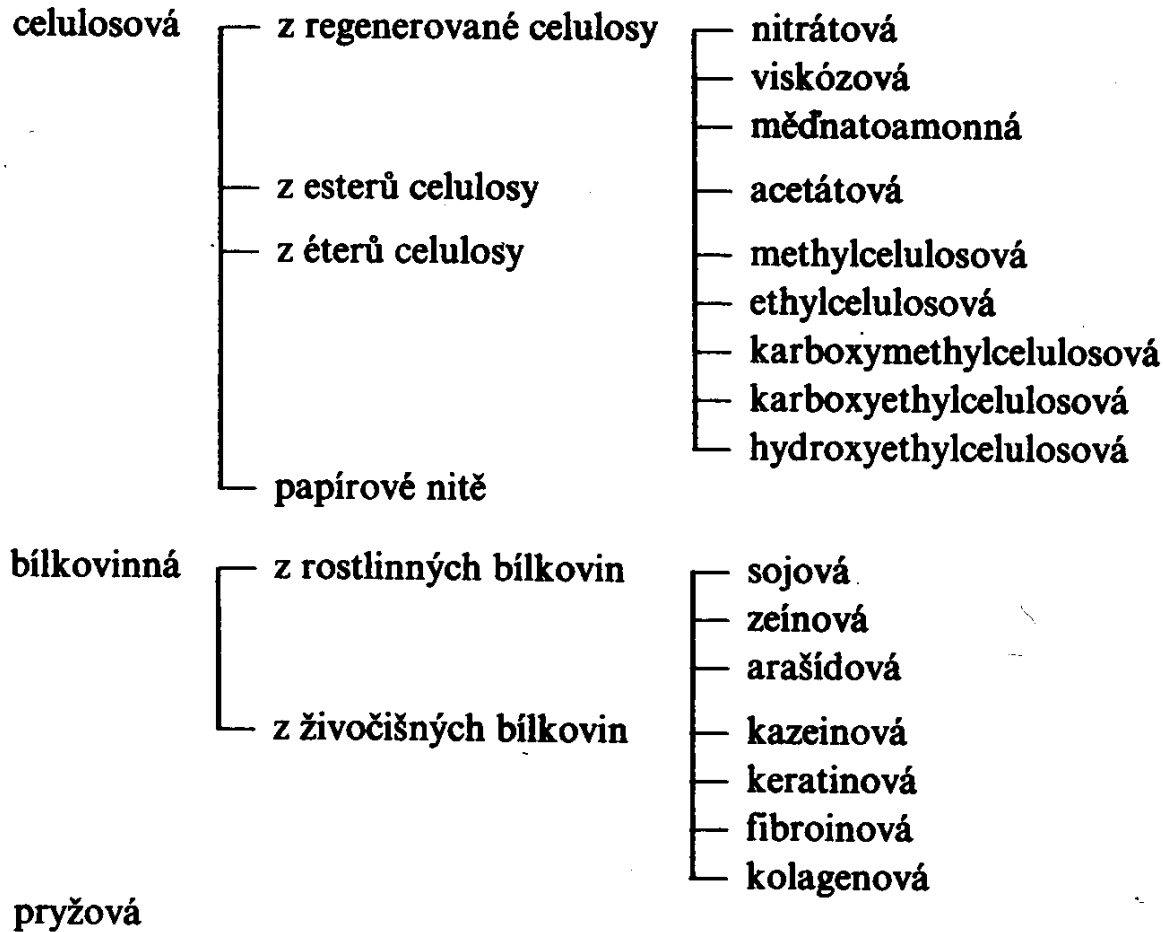 celulosová z regenerované celulosy nitrátová
viskózová
měďnatoamonná
z esterů celulosy acetátová
z éterů celulosy methylcelulosová
ethylcelulosová
karboxymethylcelulosová
karboxyethylcelulosová
hydroxyethylcelulosová
papírové nitě
bílkovinná z rostlinných bílkovin sojová
zeínová
arašídová
z živočišných bílkovin kazeinová
keratinová
fibroinová
kolagenová
pryžová